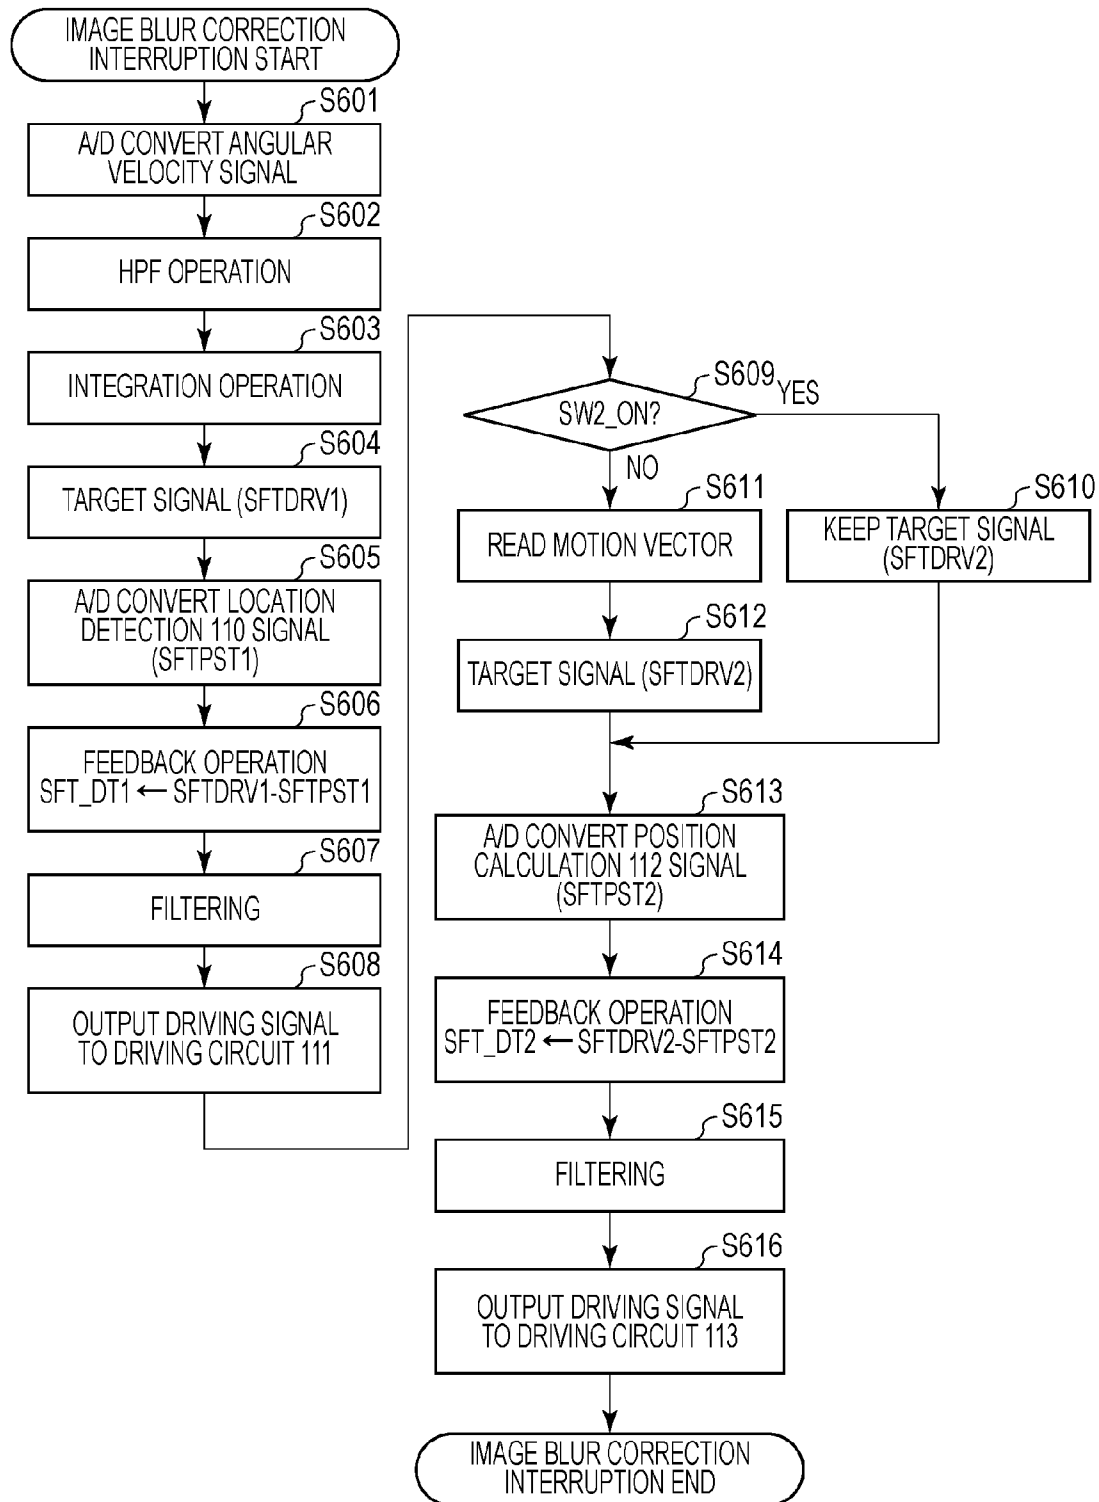 IMAGE BLUR CORRECTION
INTERRUPTION START
S601
A/D CONVERT ANGULAR
VELOCITY SIGNAL
S602
HPF OPERATION
S603
INTEGRATION OPERATION
S604
TARGET SIGNAL (SFTDRV1)
S605
A/D CONVERT LOCATION
DETECTION 110 SIGNAL
(SFTPST1)
S606
FEEDBACK OPERATION
SFT_DT1 ← SFTDRV1-SFTPST1
S607
FILTERING
S608
OUTPUT DRIVING SIGNAL
TO DRIVING CIRCUIT 111
S609
SW2_ON?
YES
NO
S610
KEEP TARGET SIGNAL
(SFTDRV2)
S611
READ MOTION VECTOR
S612
TARGET SIGNAL (SFTDRV2)
S613
A/D CONVERT POSITION
CALCULATION 112 SIGNAL
(SFTPST2)
S614
FEEDBACK OPERATION
SFT_DT2 ← SFTDRV2-SFTPST2
S615
FILTERING
S616
OUTPUT DRIVING SIGNAL
TO DRIVING CIRCUIT 113
IMAGE BLUR CORRECTION
INTERRUPTION END